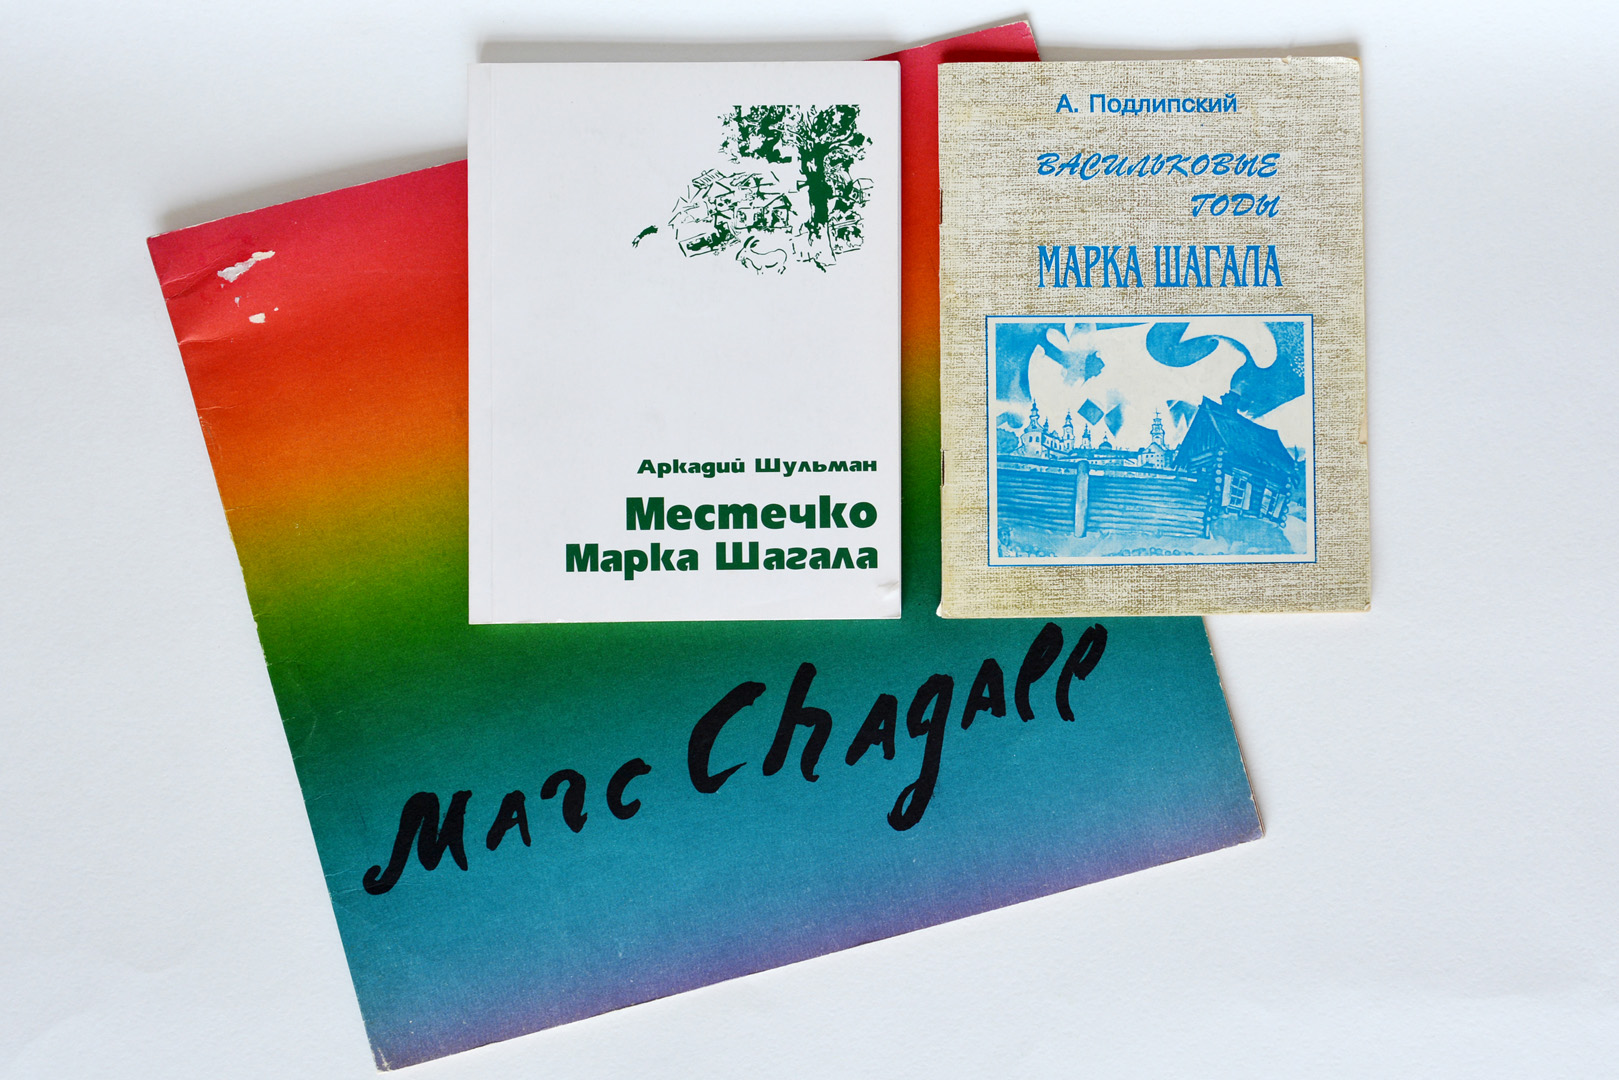 Аркадий Шульман
Местечко
Марка Шагала
А. Подлипский
ВАСИЛЬКОВЫЕ
ГОДЫ
МАРКА ШАГАЛА
Marc Chagall